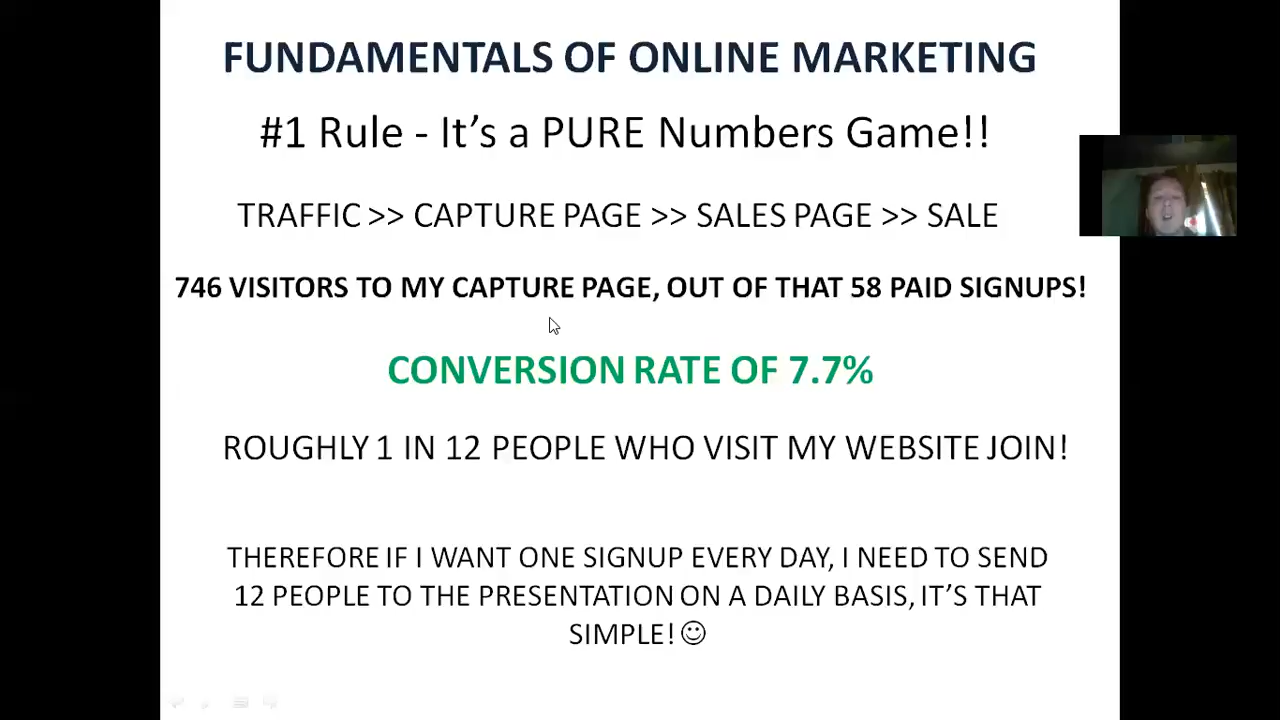 FUNDAMENTALS OF ONLINE MARKETING
#1 Rule - It's a PURE Numbers Game!!
TRAFFIC >> CAPTURE PAGE >> SALES PAGE >> SALE
746 VISITORS TO MY CAPTURE PAGE, OUT OF THAT 58 PAID SIGNUPS!
CONVERSION RATE OF 7.7%
ROUGHLY 1 IN 12 PEOPLE WHO VISIT MY WEBSITE JOIN!
THEREFORE IF I WANT ONE SIGNUP EVERY DAY, I NEED TO SEND
12 PEOPLE TO THE PRESENTATION ON A DAILY BASIS, IT'S THAT
SIMPLE! ☺